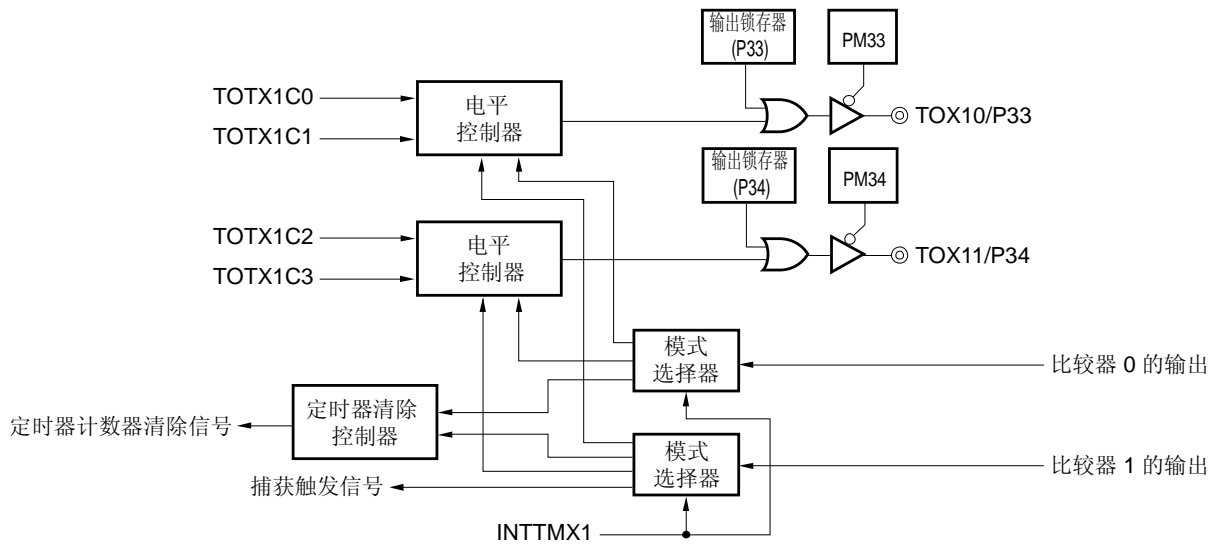 输出锁存器
(P33)
PM33
TOTX1C0
TOTX1C1
电平
控制器
TOX10/P33
输出锁存器
(P34)
PM34
TOTX1C2
TOTX1C3
电平
控制器
TOX11/P34
模式
选择器
比较器 0 的输出
定时器计数器清除信号
定时器清除
控制器
模式
选择器
比较器 1 的输出
捕获触发信号
INTTMX1